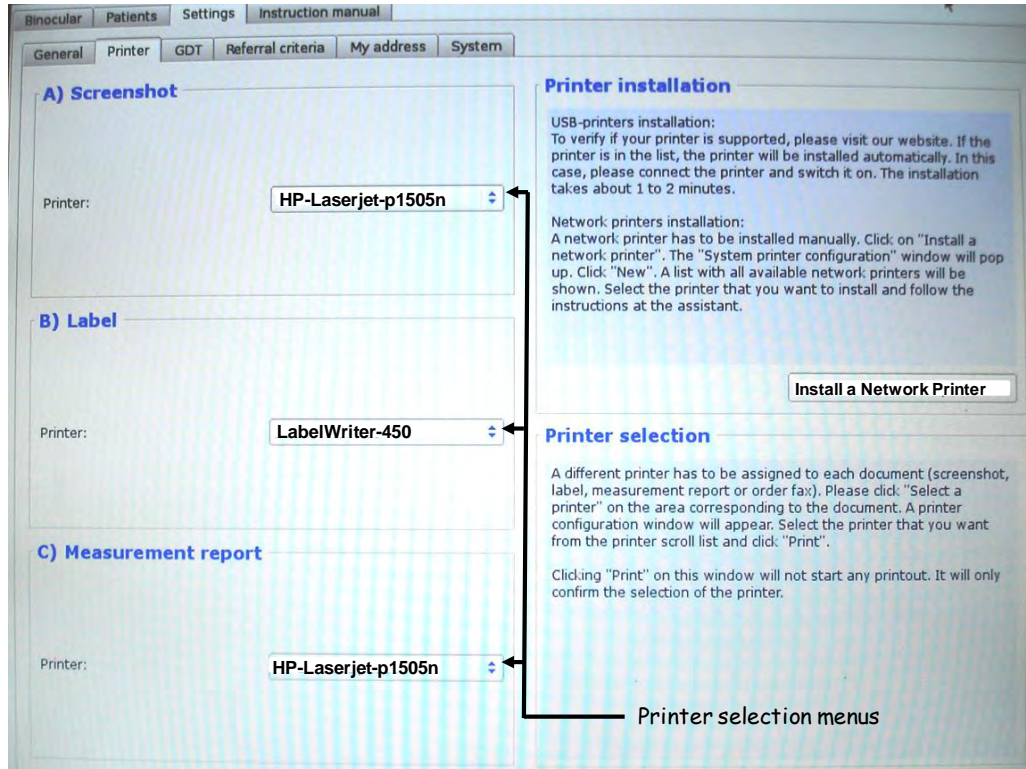 Binocular Patients Settings Instruction manual
General Printer GDT Referral criteria My address System
A) Screenshot
Printer:
HP-Laserjet-p1505n
B) Label
Printer:
LabelWriter-450
C) Measurement report
Printer:
HP-Laserjet-p1505n
Printer installation
USB-printers installation:
To verify if your printer is supported, please visit our website. If the
printer is in the list, the printer will be installed automatically. In this
case, please connect the printer and switch it on. The installation
takes about 1 to 2 minutes.
Network printers installation:
A network printer has to be installed manually. Click on "Install a
network printer". The "System printer configuration" window will pop
up. Click "New". A list with all available network printers will be
shown. Select the printer that you want to install and follow the
instructions at the assistant.
Install a Network Printer
Printer selection
A different printer has to be assigned to each document (screenshot,
label, measurement report or order fax). Please click "Select a
printer" on the area corresponding to the document. A printer
configuration window will appear. Select the printer that you want
from the printer scroll list and click "Print".
Clicking "Print" on this window will not start any printout. It will only
confirm the selection of the printer.
Printer selection menus